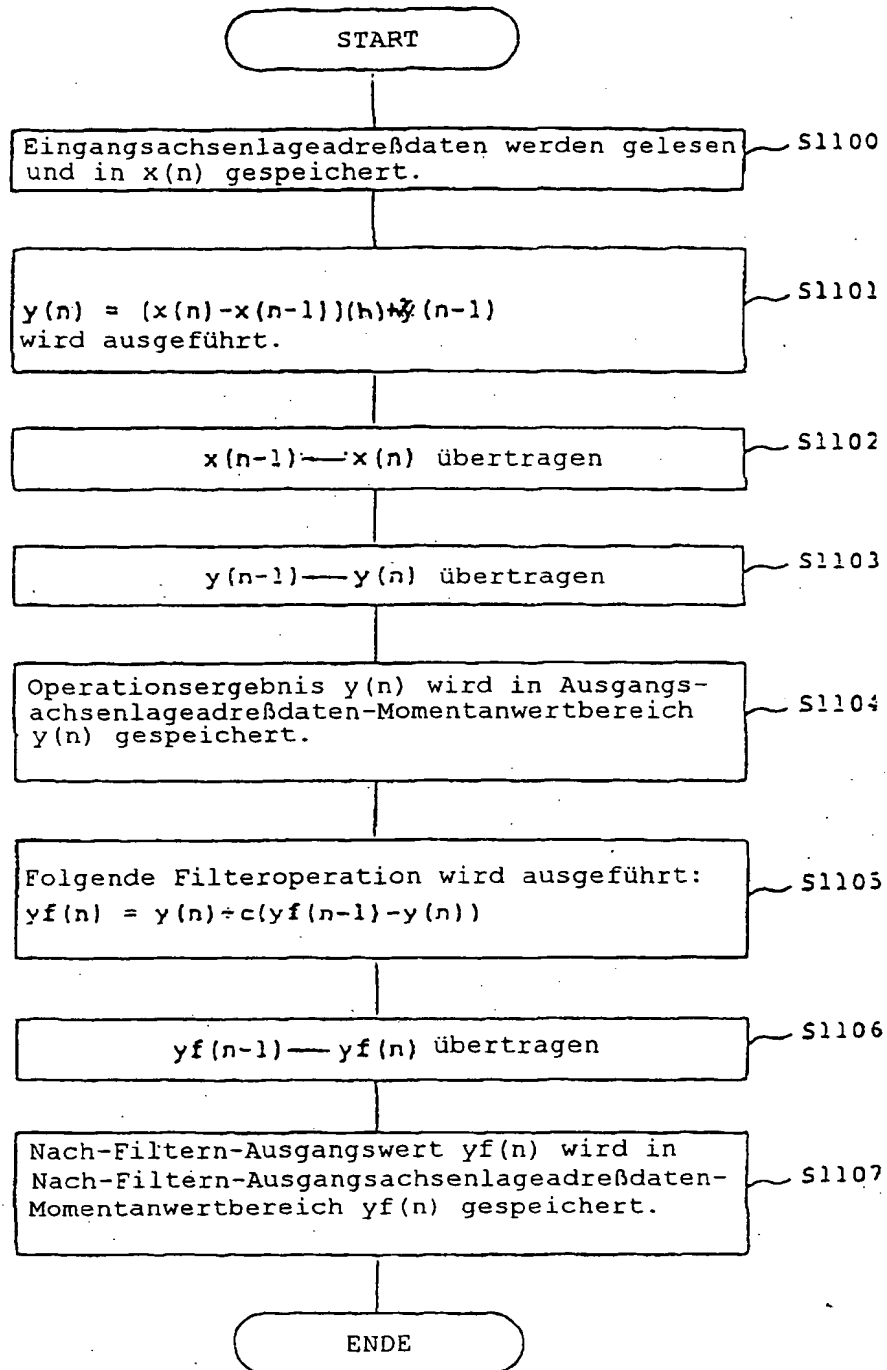 START
Eingangsachsenlageadreßdaten werden gelesen
und in x(n) gespeichert.
S1100
y(n) = (x(n)-x(n-1))(h)+ (n-1)
wird ausgeführt.
S1101
x(n-1)——x(n) übertragen
S1102
y(n-1)——y(n) übertragen
S1103
Operationsergebnis y(n) wird in Ausgangs-
achsenlageadreßdaten-Momentanwertbereich
y(n) gespeichert.
S1104
Folgende Filteroperation wird ausgeführt:
yf(n) = y(n)÷c(yf(n-1)-y(n))
S1105
yf(n-1)——yf(n) übertragen
S1106
Nach-Filtern-Ausgangswert yf(n) wird in
Nach-Filtern-Ausgangsachsenlageadreßdaten-
Momentanwertbereich yf(n) gespeichert.
S1107
ENDE